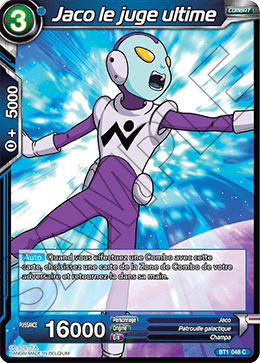 3
Jaco le juge ultime
COMBAT
0 + 5000
Auto Quand vous effectuez une Combo avec cette
carte, choisissez une carte de la Zone de Combo de votre
adversaire et retournez-la dans sa main.
PUISSANCE
16000
Personnage Jaco
Origine Patrouille galactique
Ère Champa
BANDAI MADE IN BELGIUM
BT1 048 C